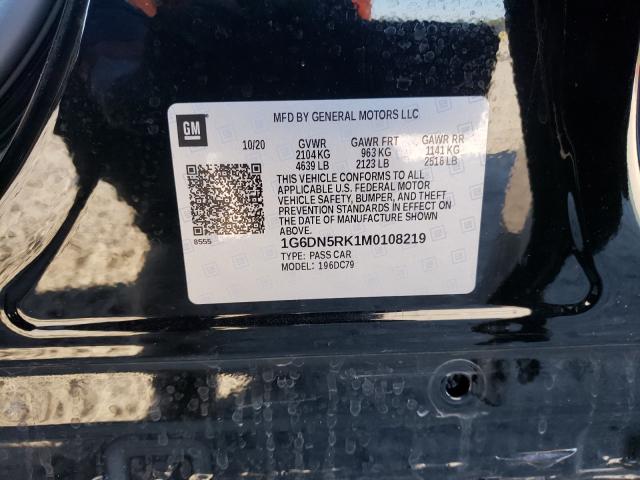 MFD BY GENERAL MOTORS LLC
GM
10/20 GVWR GAWR FRT GAWR RR
2104 KG 963 KG 1141 KG
4639 LB 2123 LB 2516 LB
THIS VEHICLE CONFORMS TO ALL
APPLICABLE U.S. FEDERAL MOTOR
VEHICLE SAFETY, BUMPER, AND THEFT
PREVENTION STANDARDS IN EFFECT ON
THE DATE OF MANUFACTURE SHOWN
ABOVE.
8555
1G6DN5RK1M0108219
TYPE: PASS CAR
MODEL: 196DC79